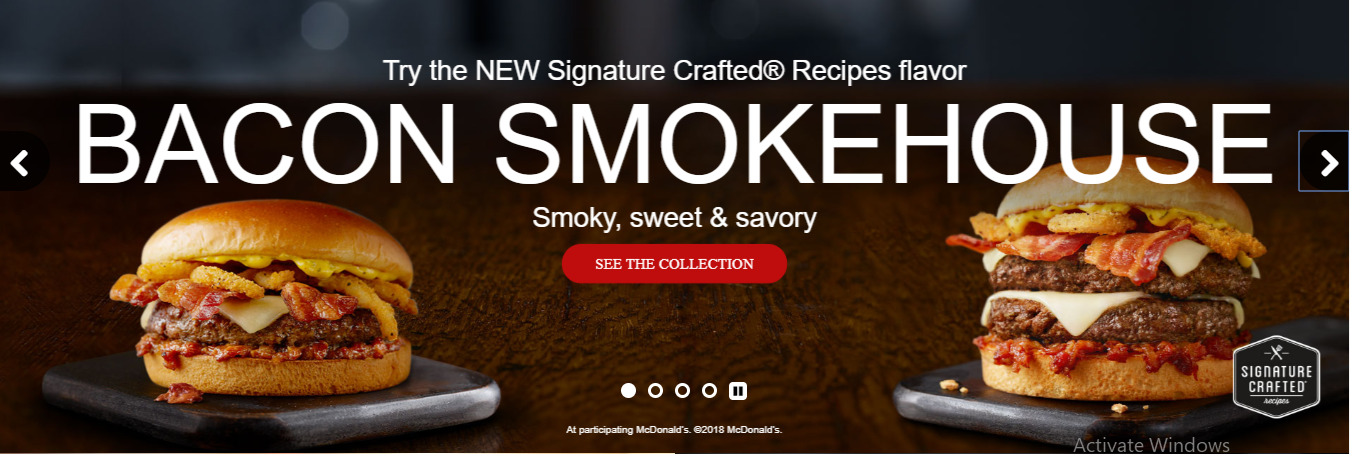 Try the NEW Signature Crafted® Recipes flavor
BACON SMOKEHOUSE
Smoky, sweet & savory
SEE THE COLLECTION
SIGNATURE
CRAFTED
recipes
At participating McDonald's. ©2018 McDonald's.
Activate Windows